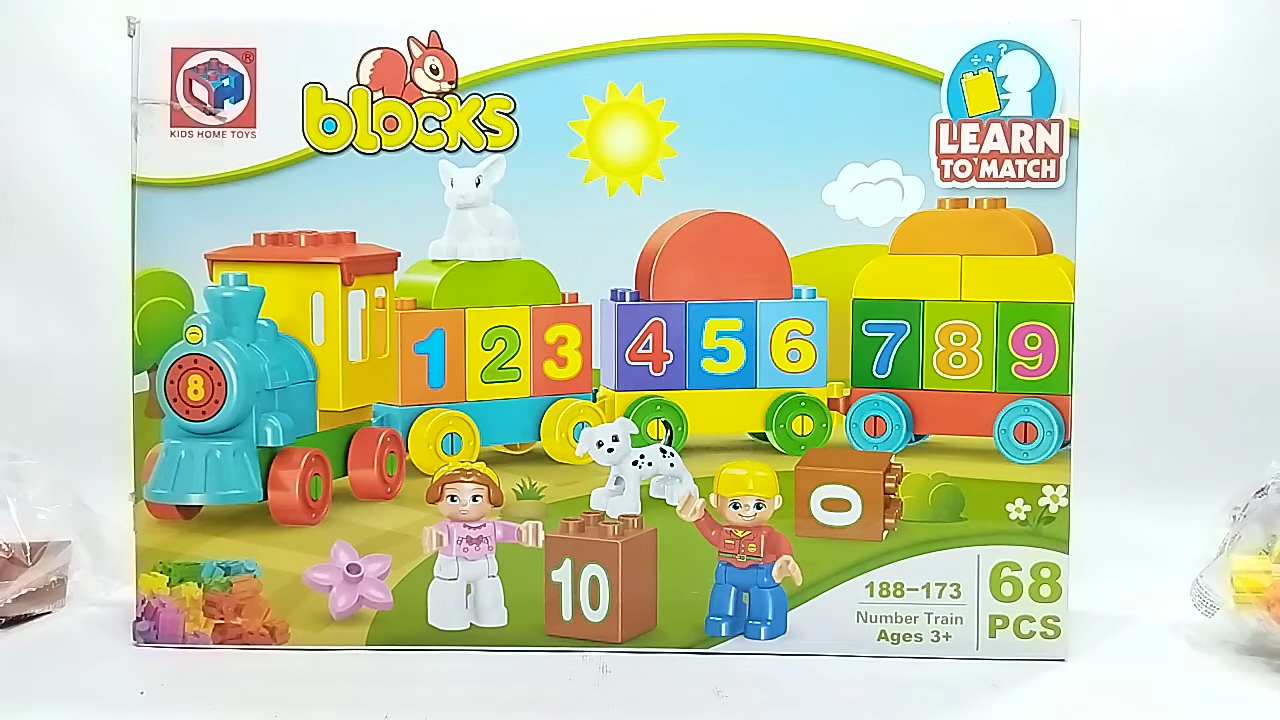 ®
KIDS HOME TOYS
blocks
LEARN
TO MATCH
8
1 2 3
4 5 6
7 8 9
0
10
188-173
Number Train
Ages 3+
68
PCS